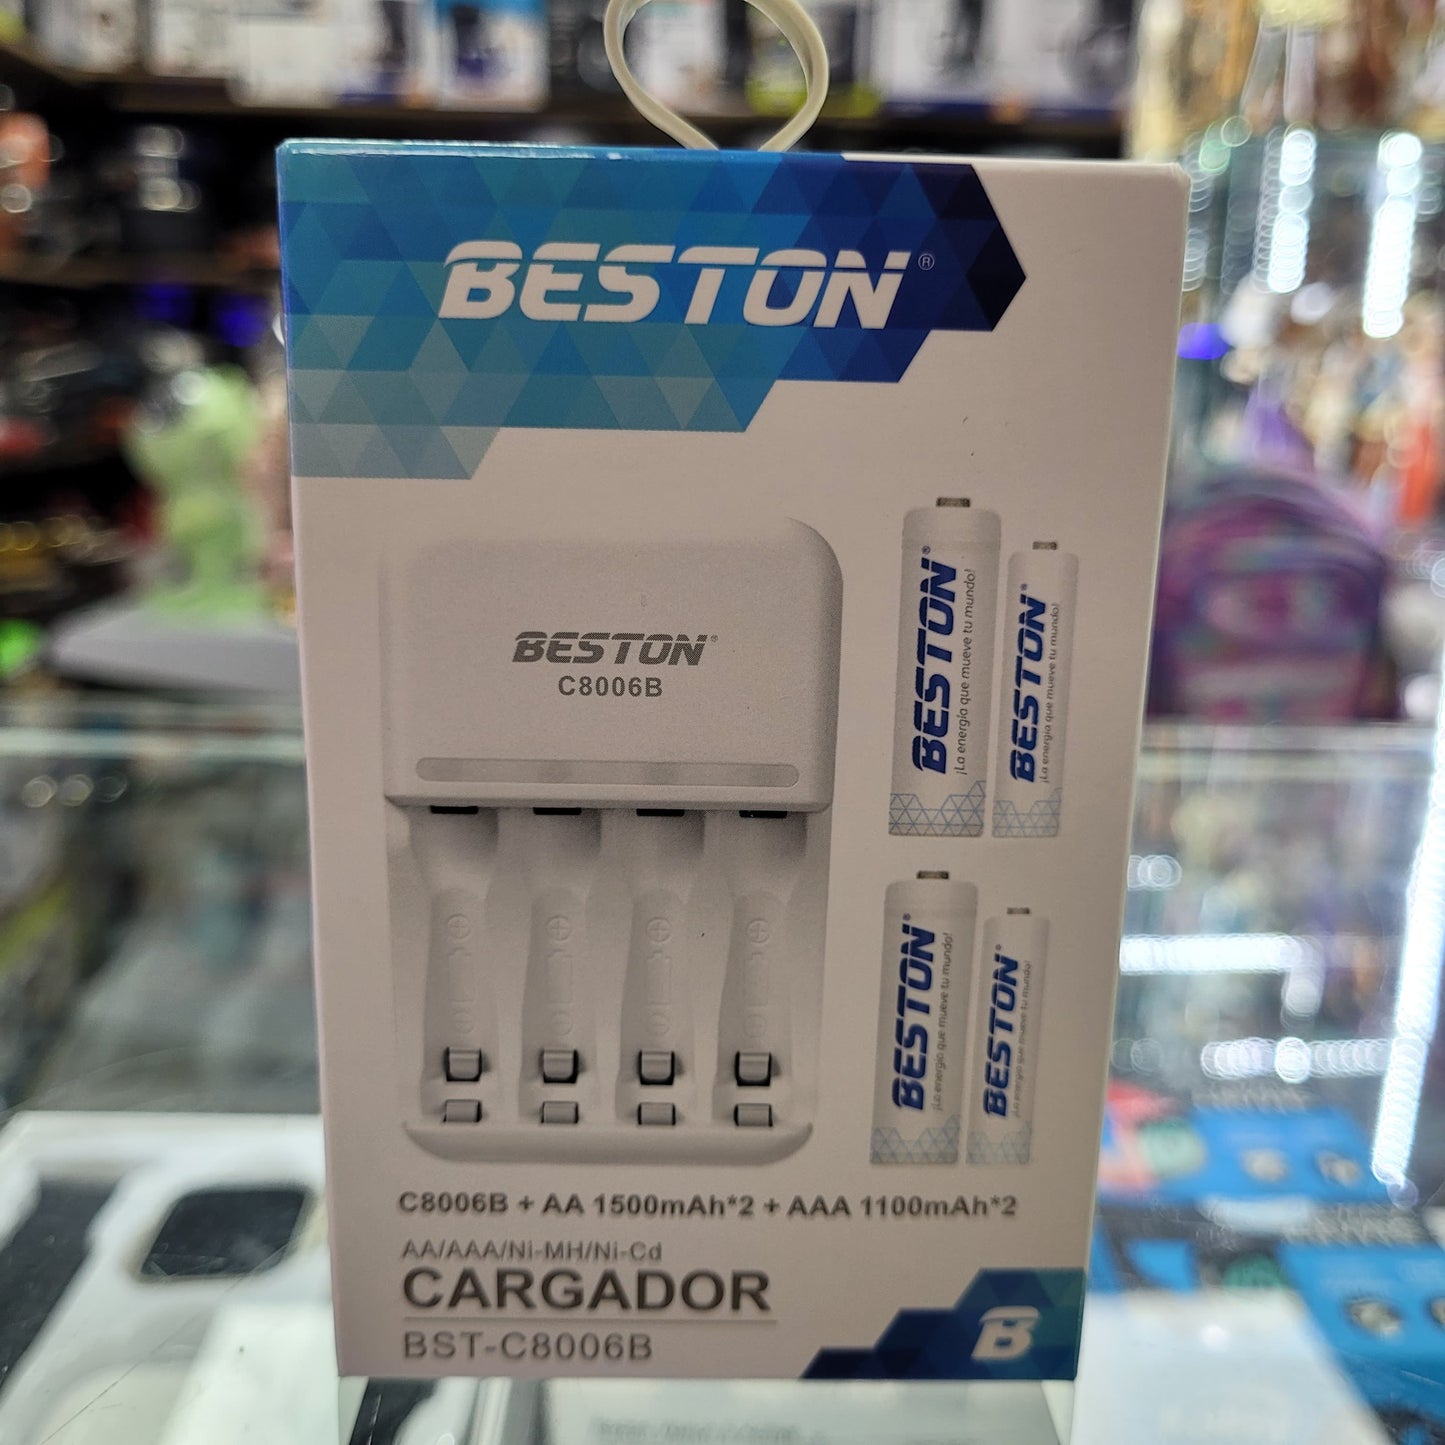 BESTON®
BESTON®
C8006B
BESTON®
¡La energía que mueve tu mundo!
BESTON®
¡La energía que mueve tu mundo!
BESTON®
¡La energía que mueve tu mundo!
BESTON®
¡La energía que mueve tu mundo!
C8006B + AA 1500mAh*2 + AAA 1100mAh*2
AA/AAA/Ni-MH/Ni-Cd
CARGADOR
BST-C8006B
B